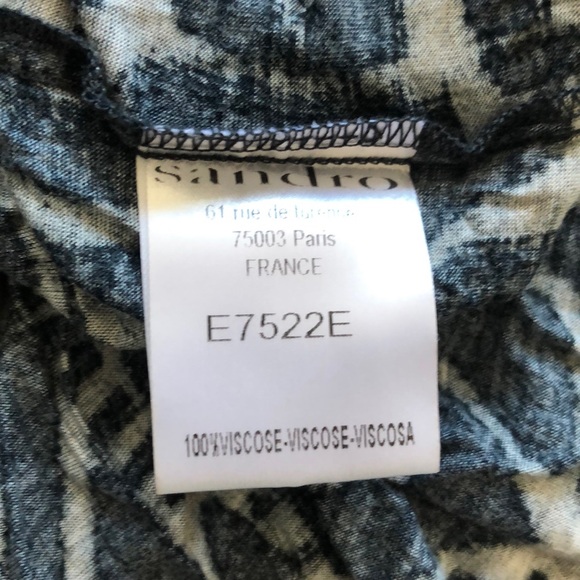 sandro
61 rue de turenne
75003 Paris
FRANCE
E7522E
100%VISCOSE-VISCOSE-VISCOSA